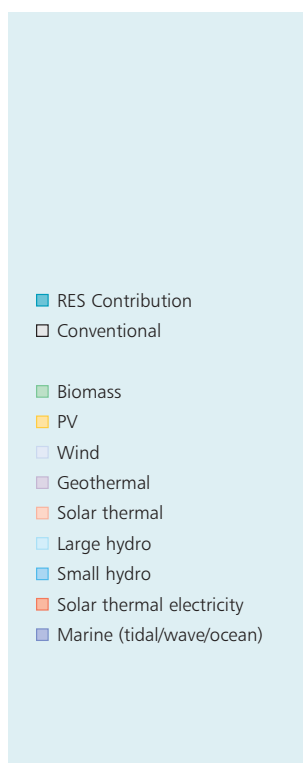 RES Contribution
Conventional
Biomass
PV
Wind
Geothermal
Solar thermal
Large hydro
Small hydro
Solar thermal electricity
Marine (tidal/wave/ocean)